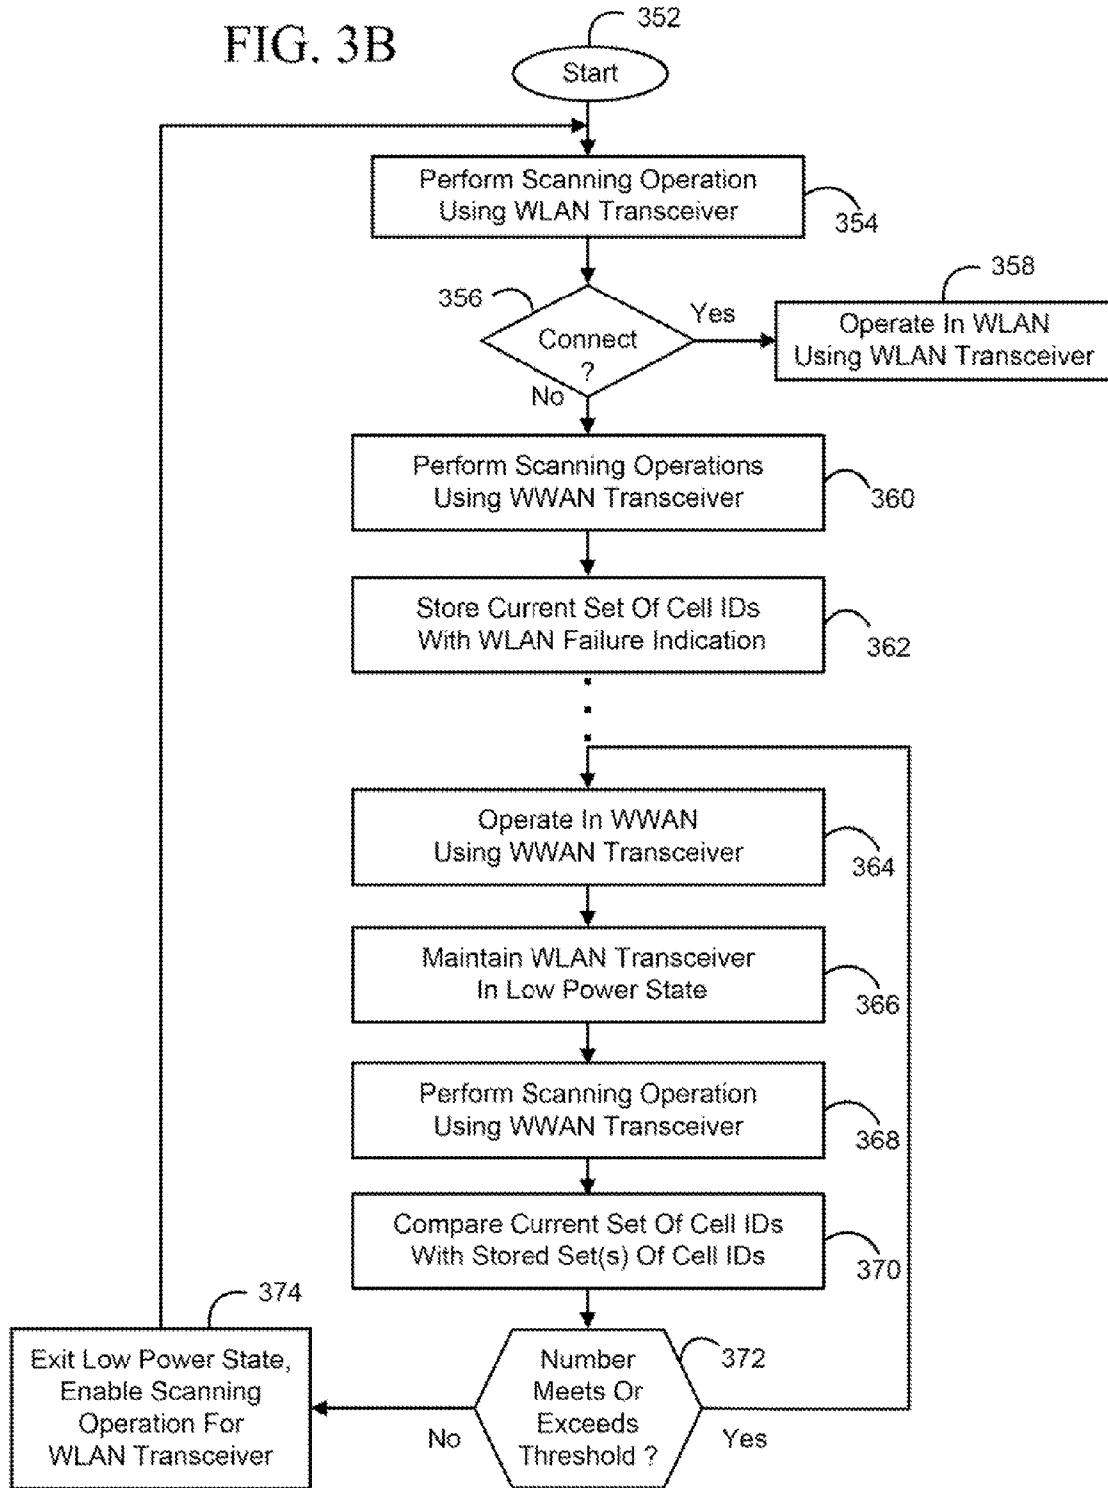 FIG. 3B
352
Start
Perform Scanning Operation
Using WLAN Transceiver
354
356
Connect
?
Yes
No
358
Operate In WLAN
Using WLAN Transceiver
Perform Scanning Operations
Using WWAN Transceiver
360
Store Current Set Of Cell IDs
With WLAN Failure Indication
362
Operate In WWAN
Using WWAN Transceiver
364
Maintain WLAN Transceiver
In Low Power State
366
Perform Scanning Operation
Using WWAN Transceiver
368
Compare Current Set Of Cell IDs
With Stored Set(s) Of Cell IDs
370
372
Number
Meets Or
Exceeds
Threshold ?
Yes
No
374
Exit Low Power State,
Enable Scanning
Operation For
WLAN Transceiver